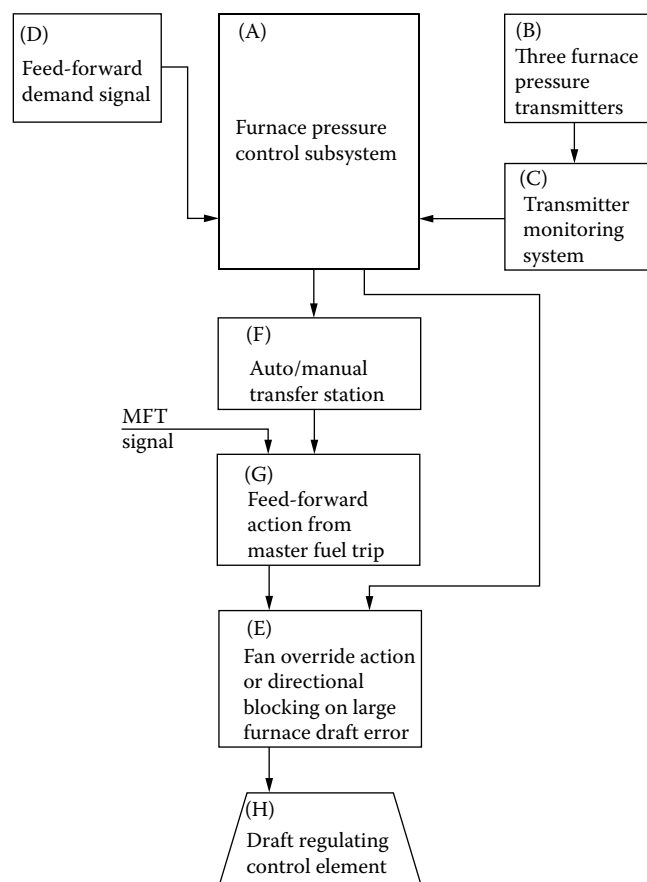 (D)
Feed-forward
demand signal
(A)
Furnace pressure
control subsystem
(B)
Three furnace
pressure
transmitters
(C)
Transmitter
monitoring
system
(F)
Auto/manual
transfer station
MFT
signal
(G)
Feed-forward
action from
master fuel trip
(E)
Fan override action
or directional
blocking on large
furnace draft error
(H)
Draft regulating
control element